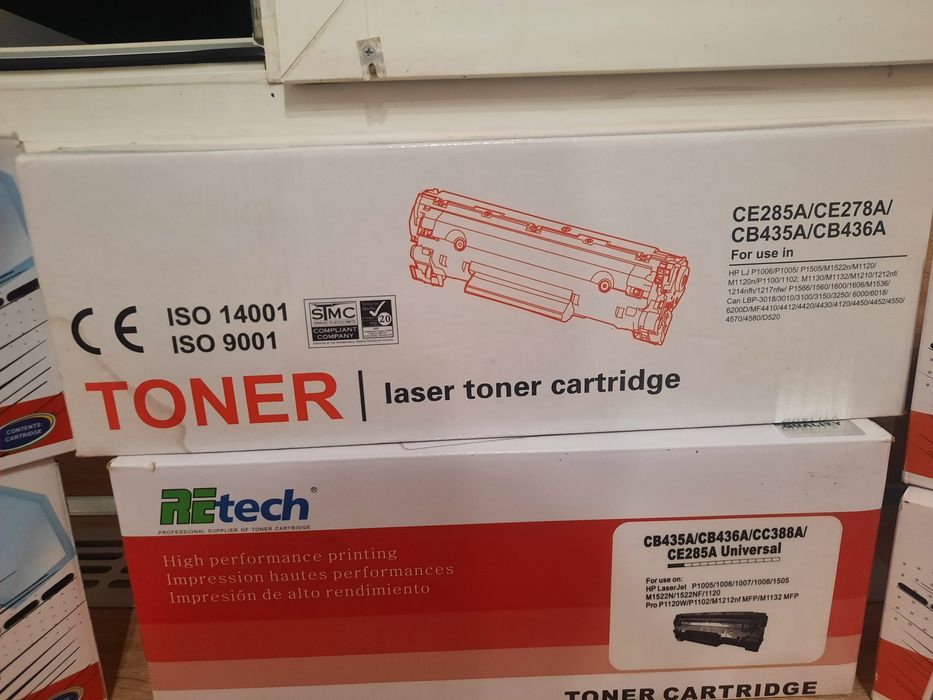 CE285A/CE278A/
CB435A/CB436A
For use in
HP LJ P1006/P1005/ P1505/M1522n/M1120/
M1120n/P1100/1102; M1130/M1132/M1210/1212nf/
1214nfh/1217nfw/ P1566/1560/1600/1606/M1536/
Can LBP-3018/3010/3100/3150/3250/ 6000/6018/
6200D/MF4410/4412/4420/4430/4120/4450/4452/4550/
4570/4580/D520
CE
ISO 14001
ISO 9001
STMC
COMPLIANT
COMPANY
20
TONER
laser toner cartridge
CONTENTS:
CARTRIDGE
QUALITY
REtech®
PROFESSIONAL SUPPLIER OF TONER CARTRIDGE
High performance printing
Impression hautes performances
Impresión de alto rendimiento
CB435A/CB436A/CC388A/
CE285A Universal
For use on:
HP LaserJet P1005/1006/1007/1008/1505
M1522N/1522NF/1120
Pro P1120W/P1102/M1212nf MFP/M1132 MFP
TONER CARTRIDGE